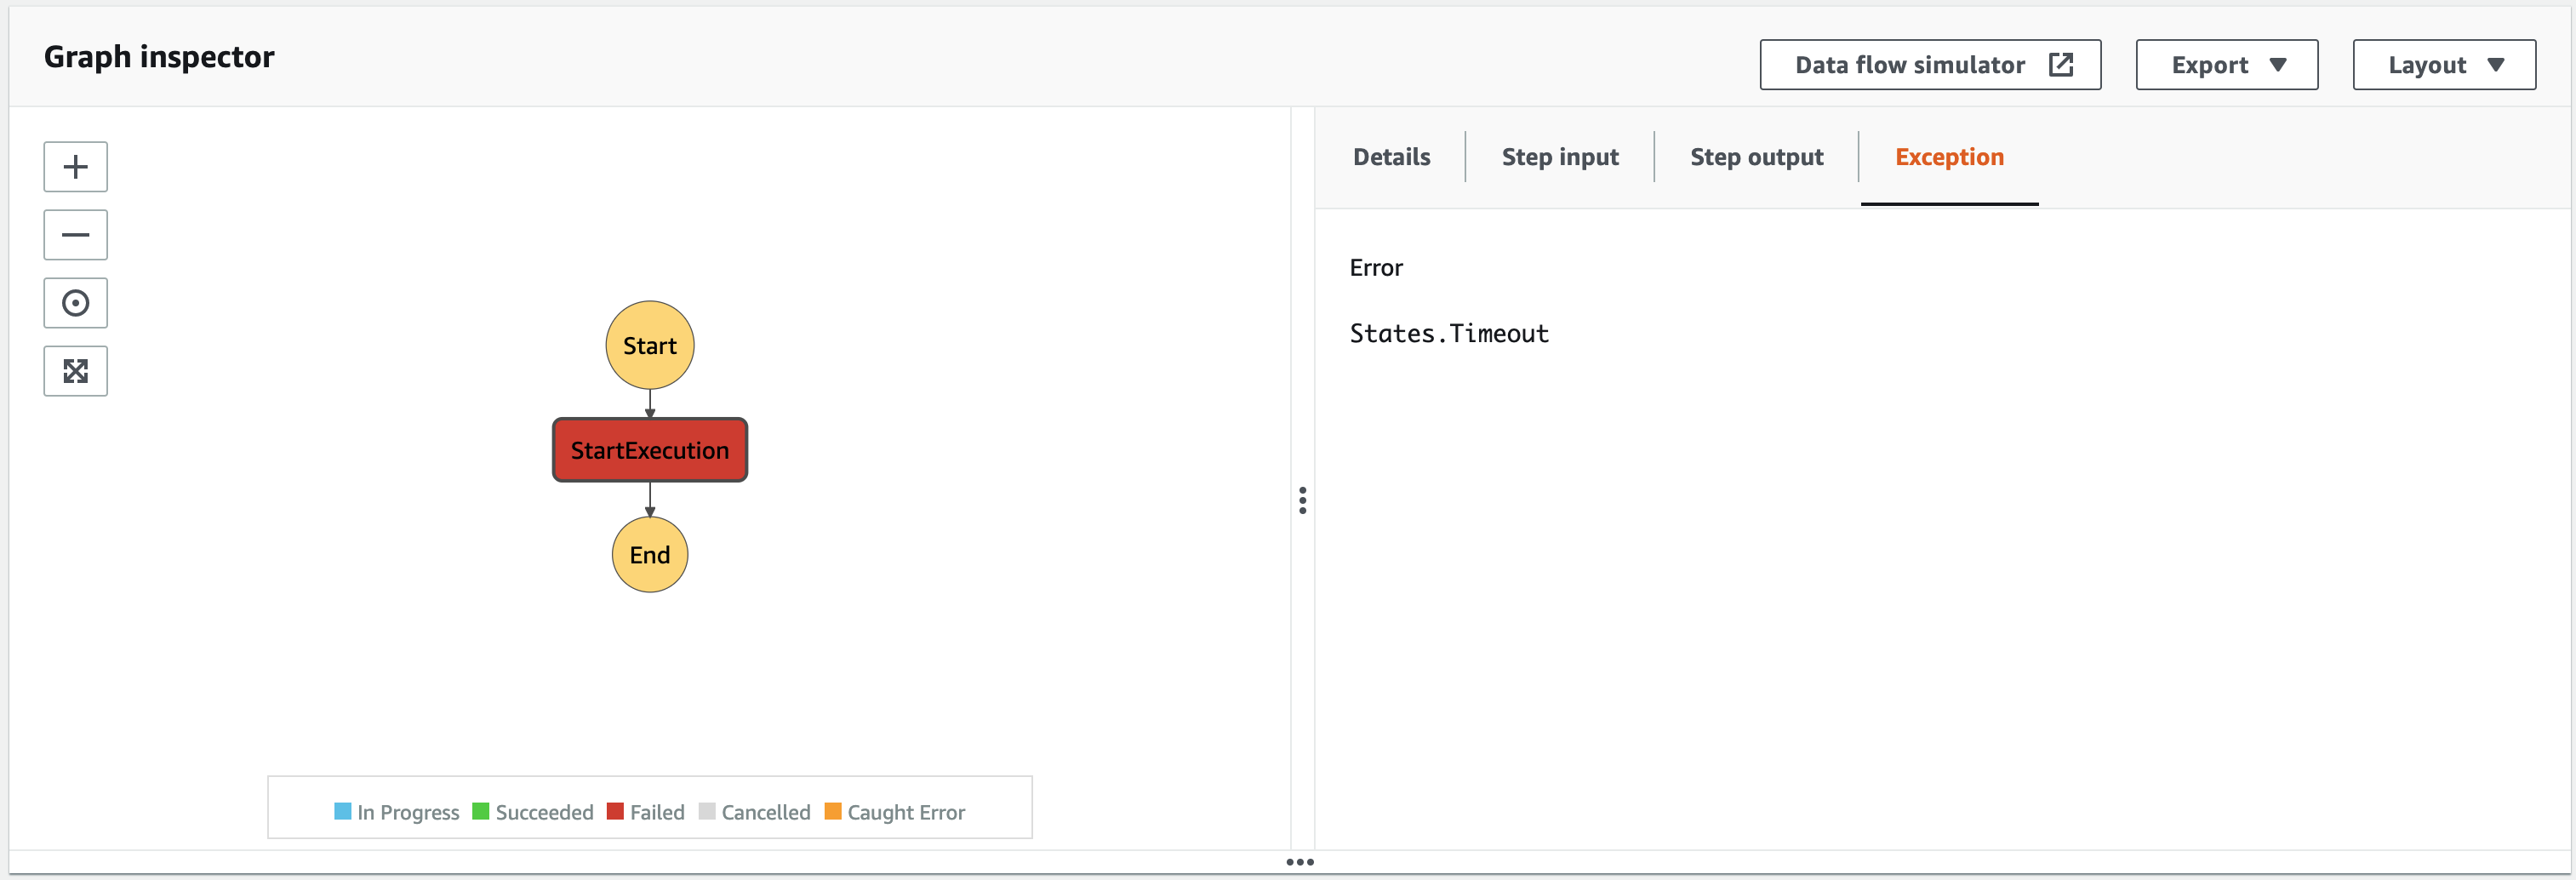 Graph inspector
Data flow simulator
Export
Layout
Details
Step input
Step output
Exception
Error
States.Timeout
Start
StartExecution
End
In Progress Succeeded Failed Cancelled Caught Error